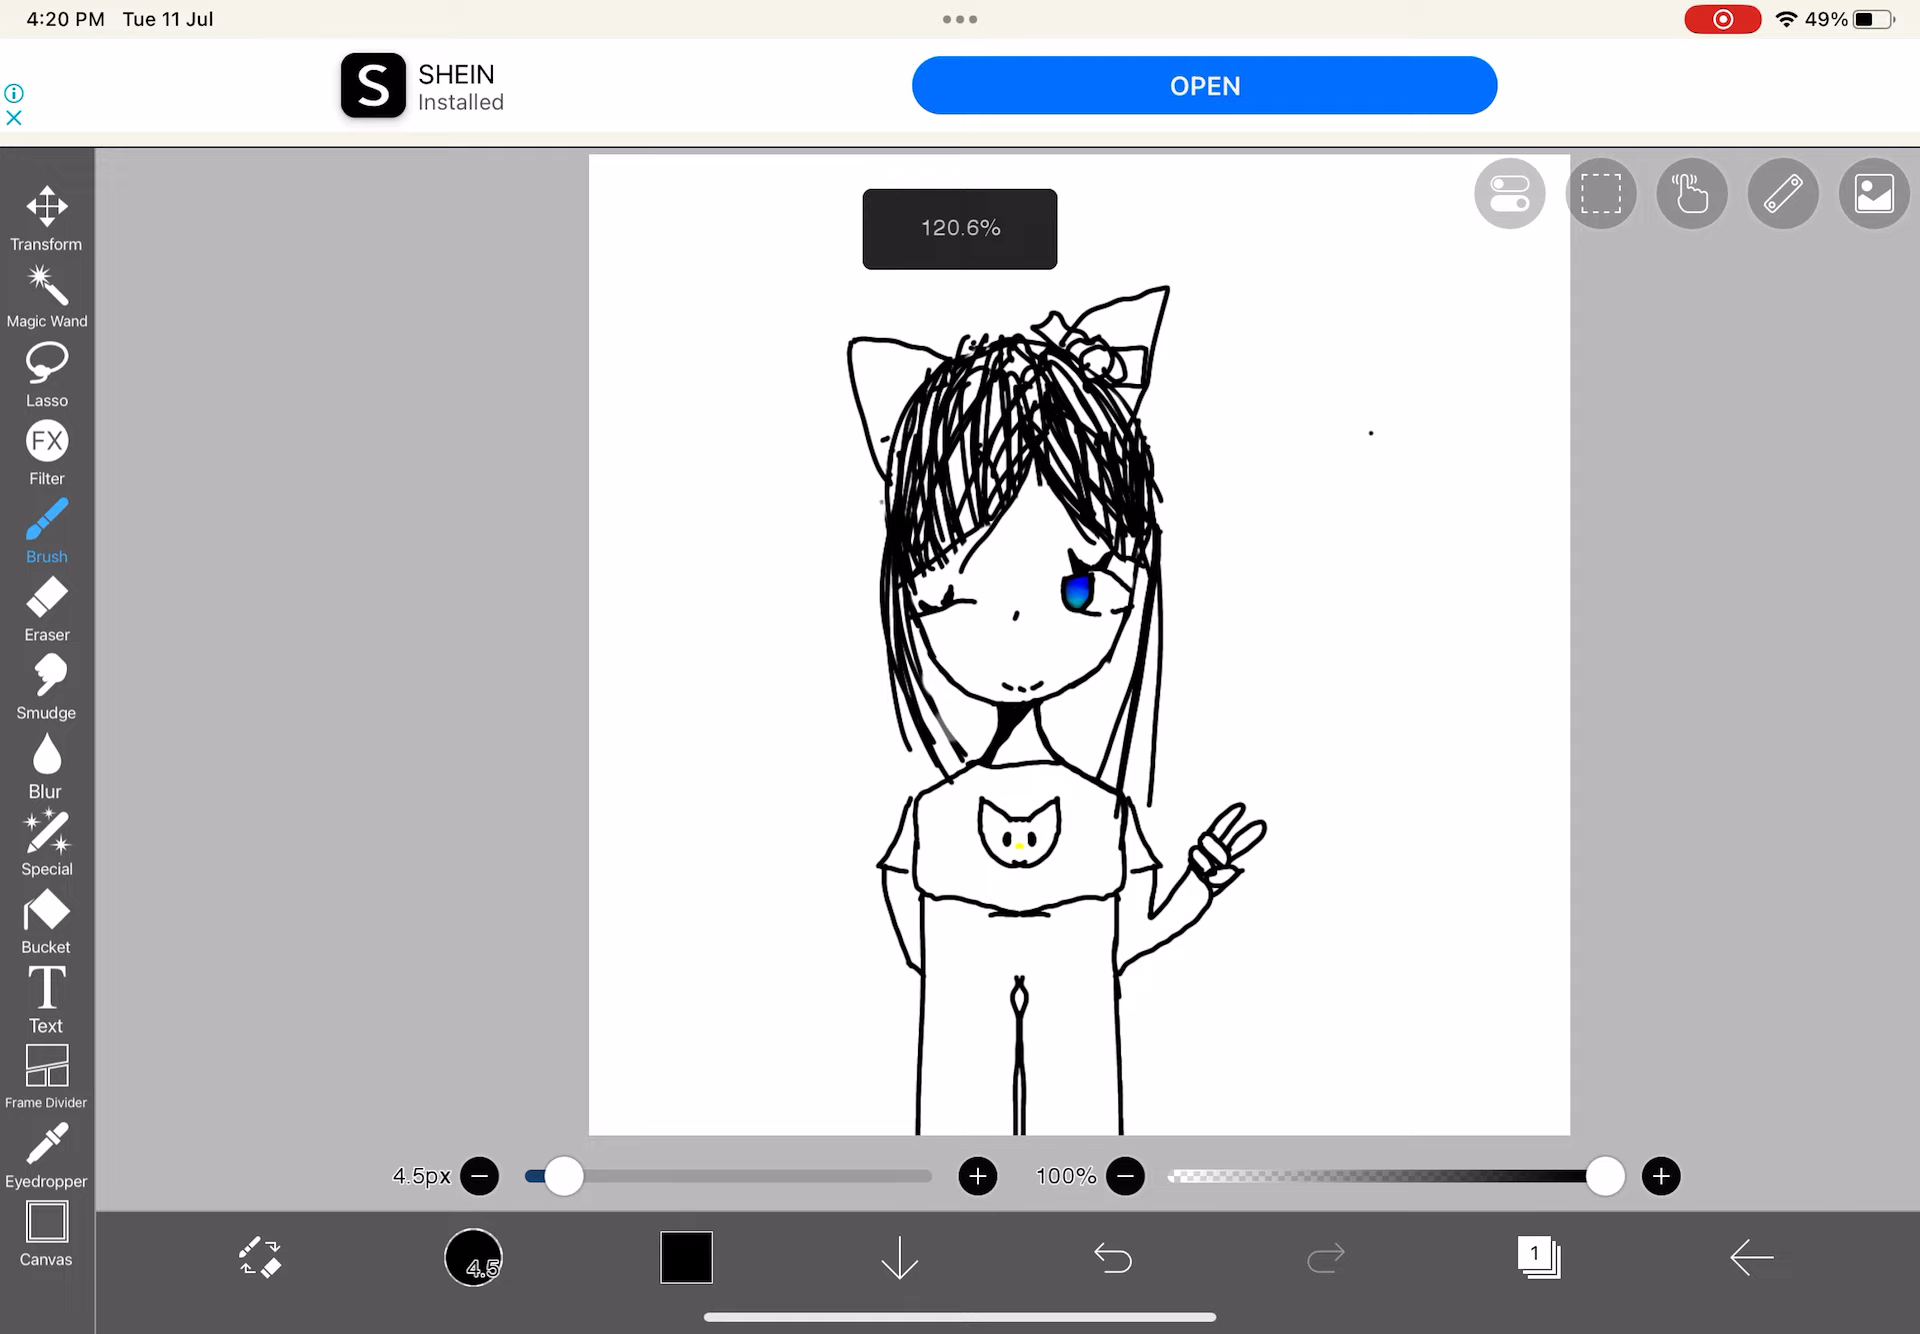 4:20 PM Tue 11 Jul
49%
S
SHEIN
Installed
OPEN
120.6%
Transform
Magic Wand
Lasso
FX
Filter
Brush
Eraser
Smudge
Blur
Special
Bucket
T
Text
Frame Divider
Eyedropper
Canvas
4.5px
100%
4.5
1